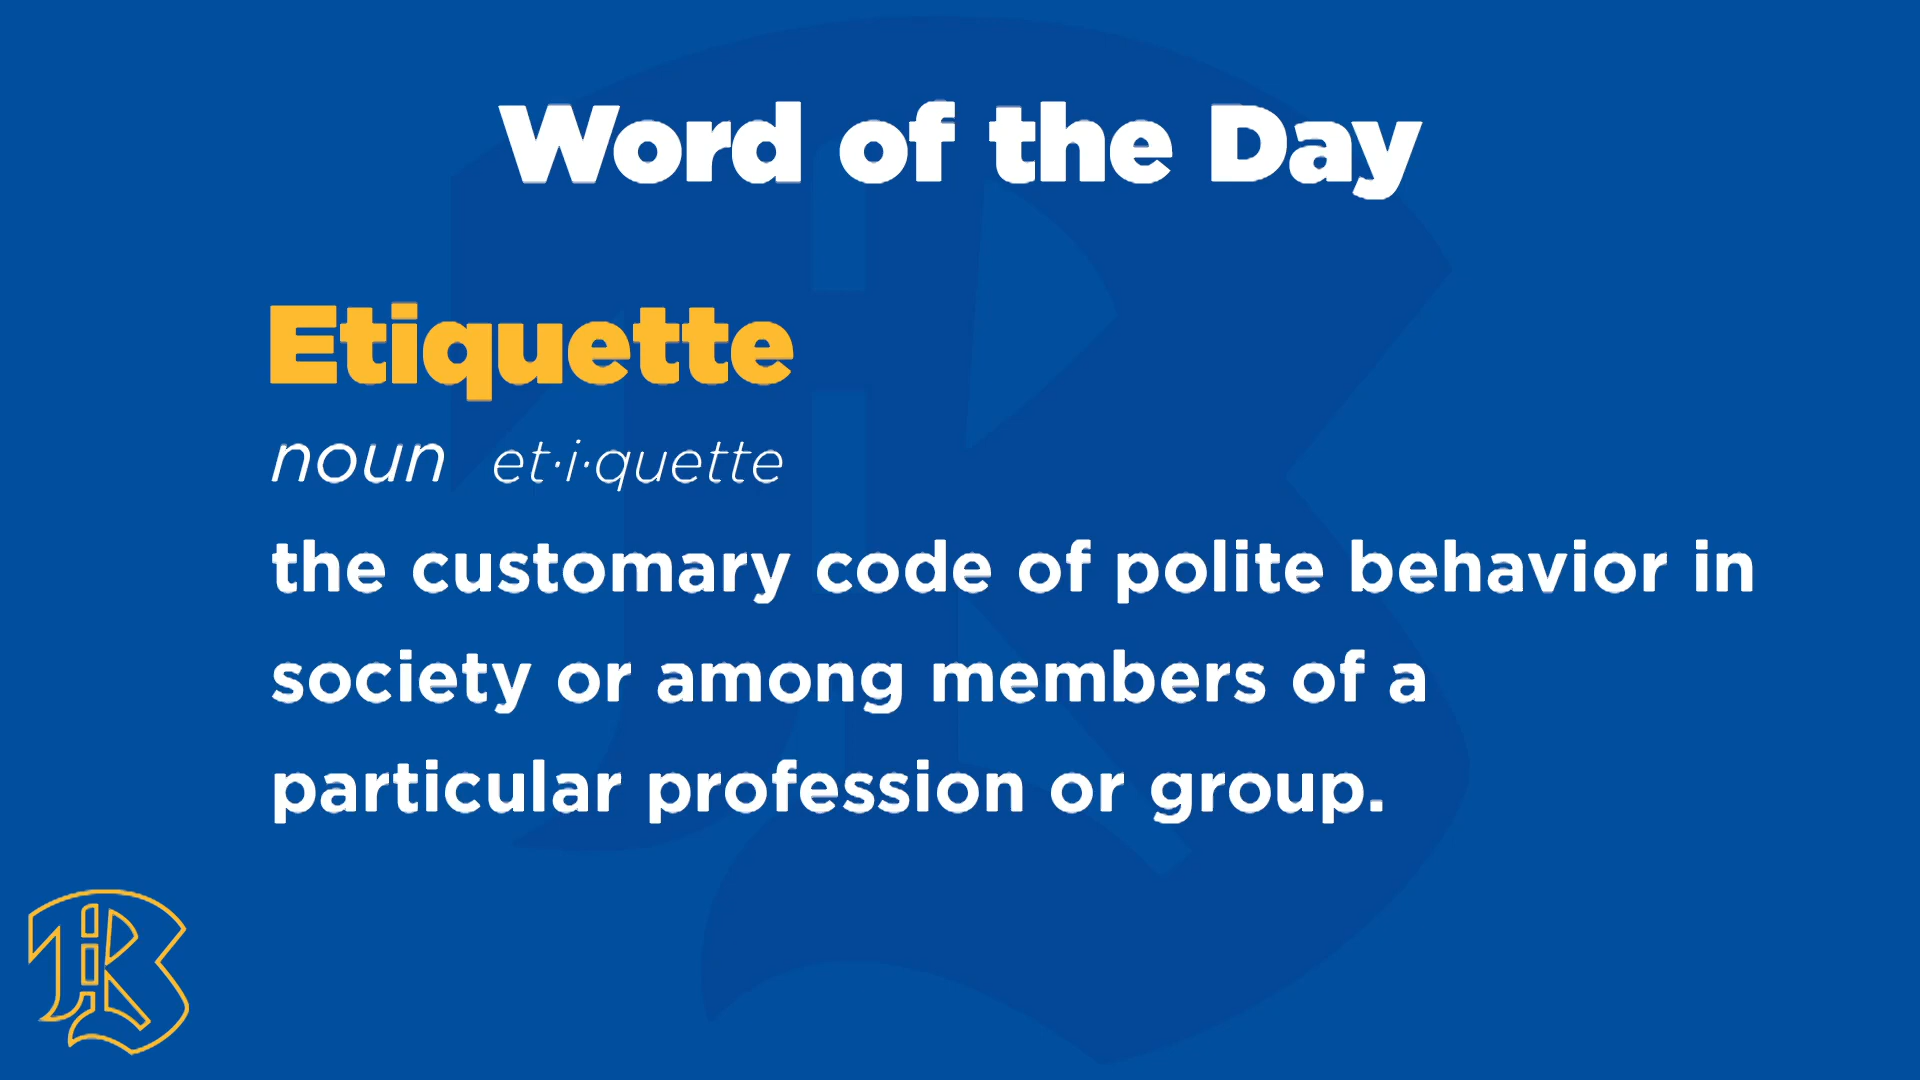 Word of the Day
Etiquette
noun et·i·quette
the customary code of polite behavior in
society or among members of a
particular profession or group.